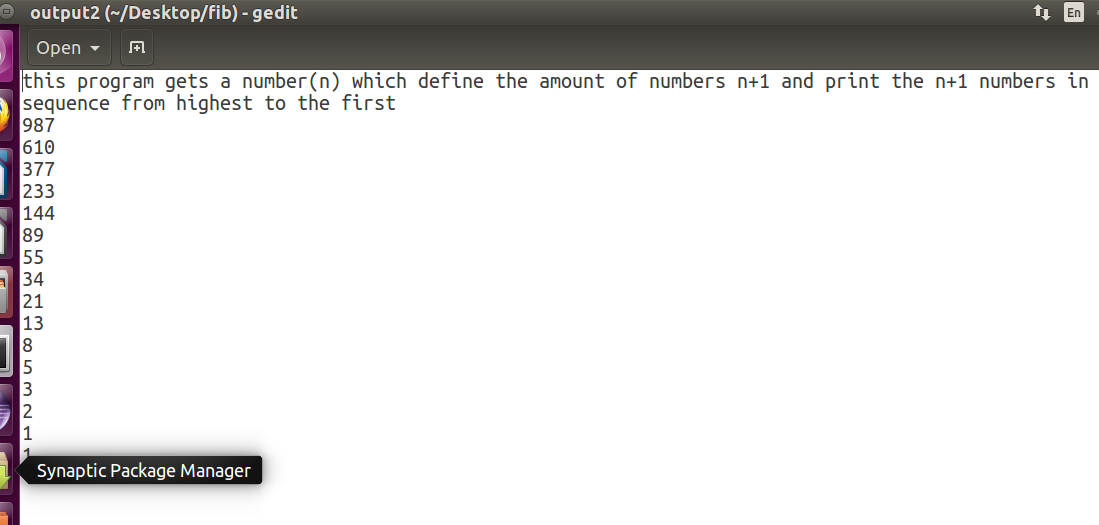 output2 (~/Desktop/fib) - gedit
En
Open
this program gets a number(n) which define the amount of numbers n+1 and print the n+1 numbers in
sequence from highest to the first
987
610
377
233
144
89
55
34
21
13
8
5
3
2
1
1
Synaptic Package Manager